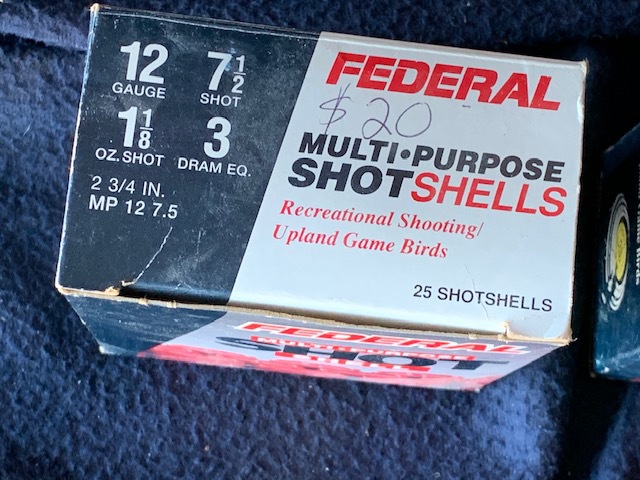 12
GAUGE
7 1/2
SHOT
1 1/8
OZ. SHOT
3
DRAM EQ.
2 3/4 IN.
MP 12 7.5
FEDERAL
$20
MULTI•PURPOSE
SHOTSHELLS
Recreational Shooting/
Upland Game Birds
25 SHOTSHELLS
FEDERAL
SHOT